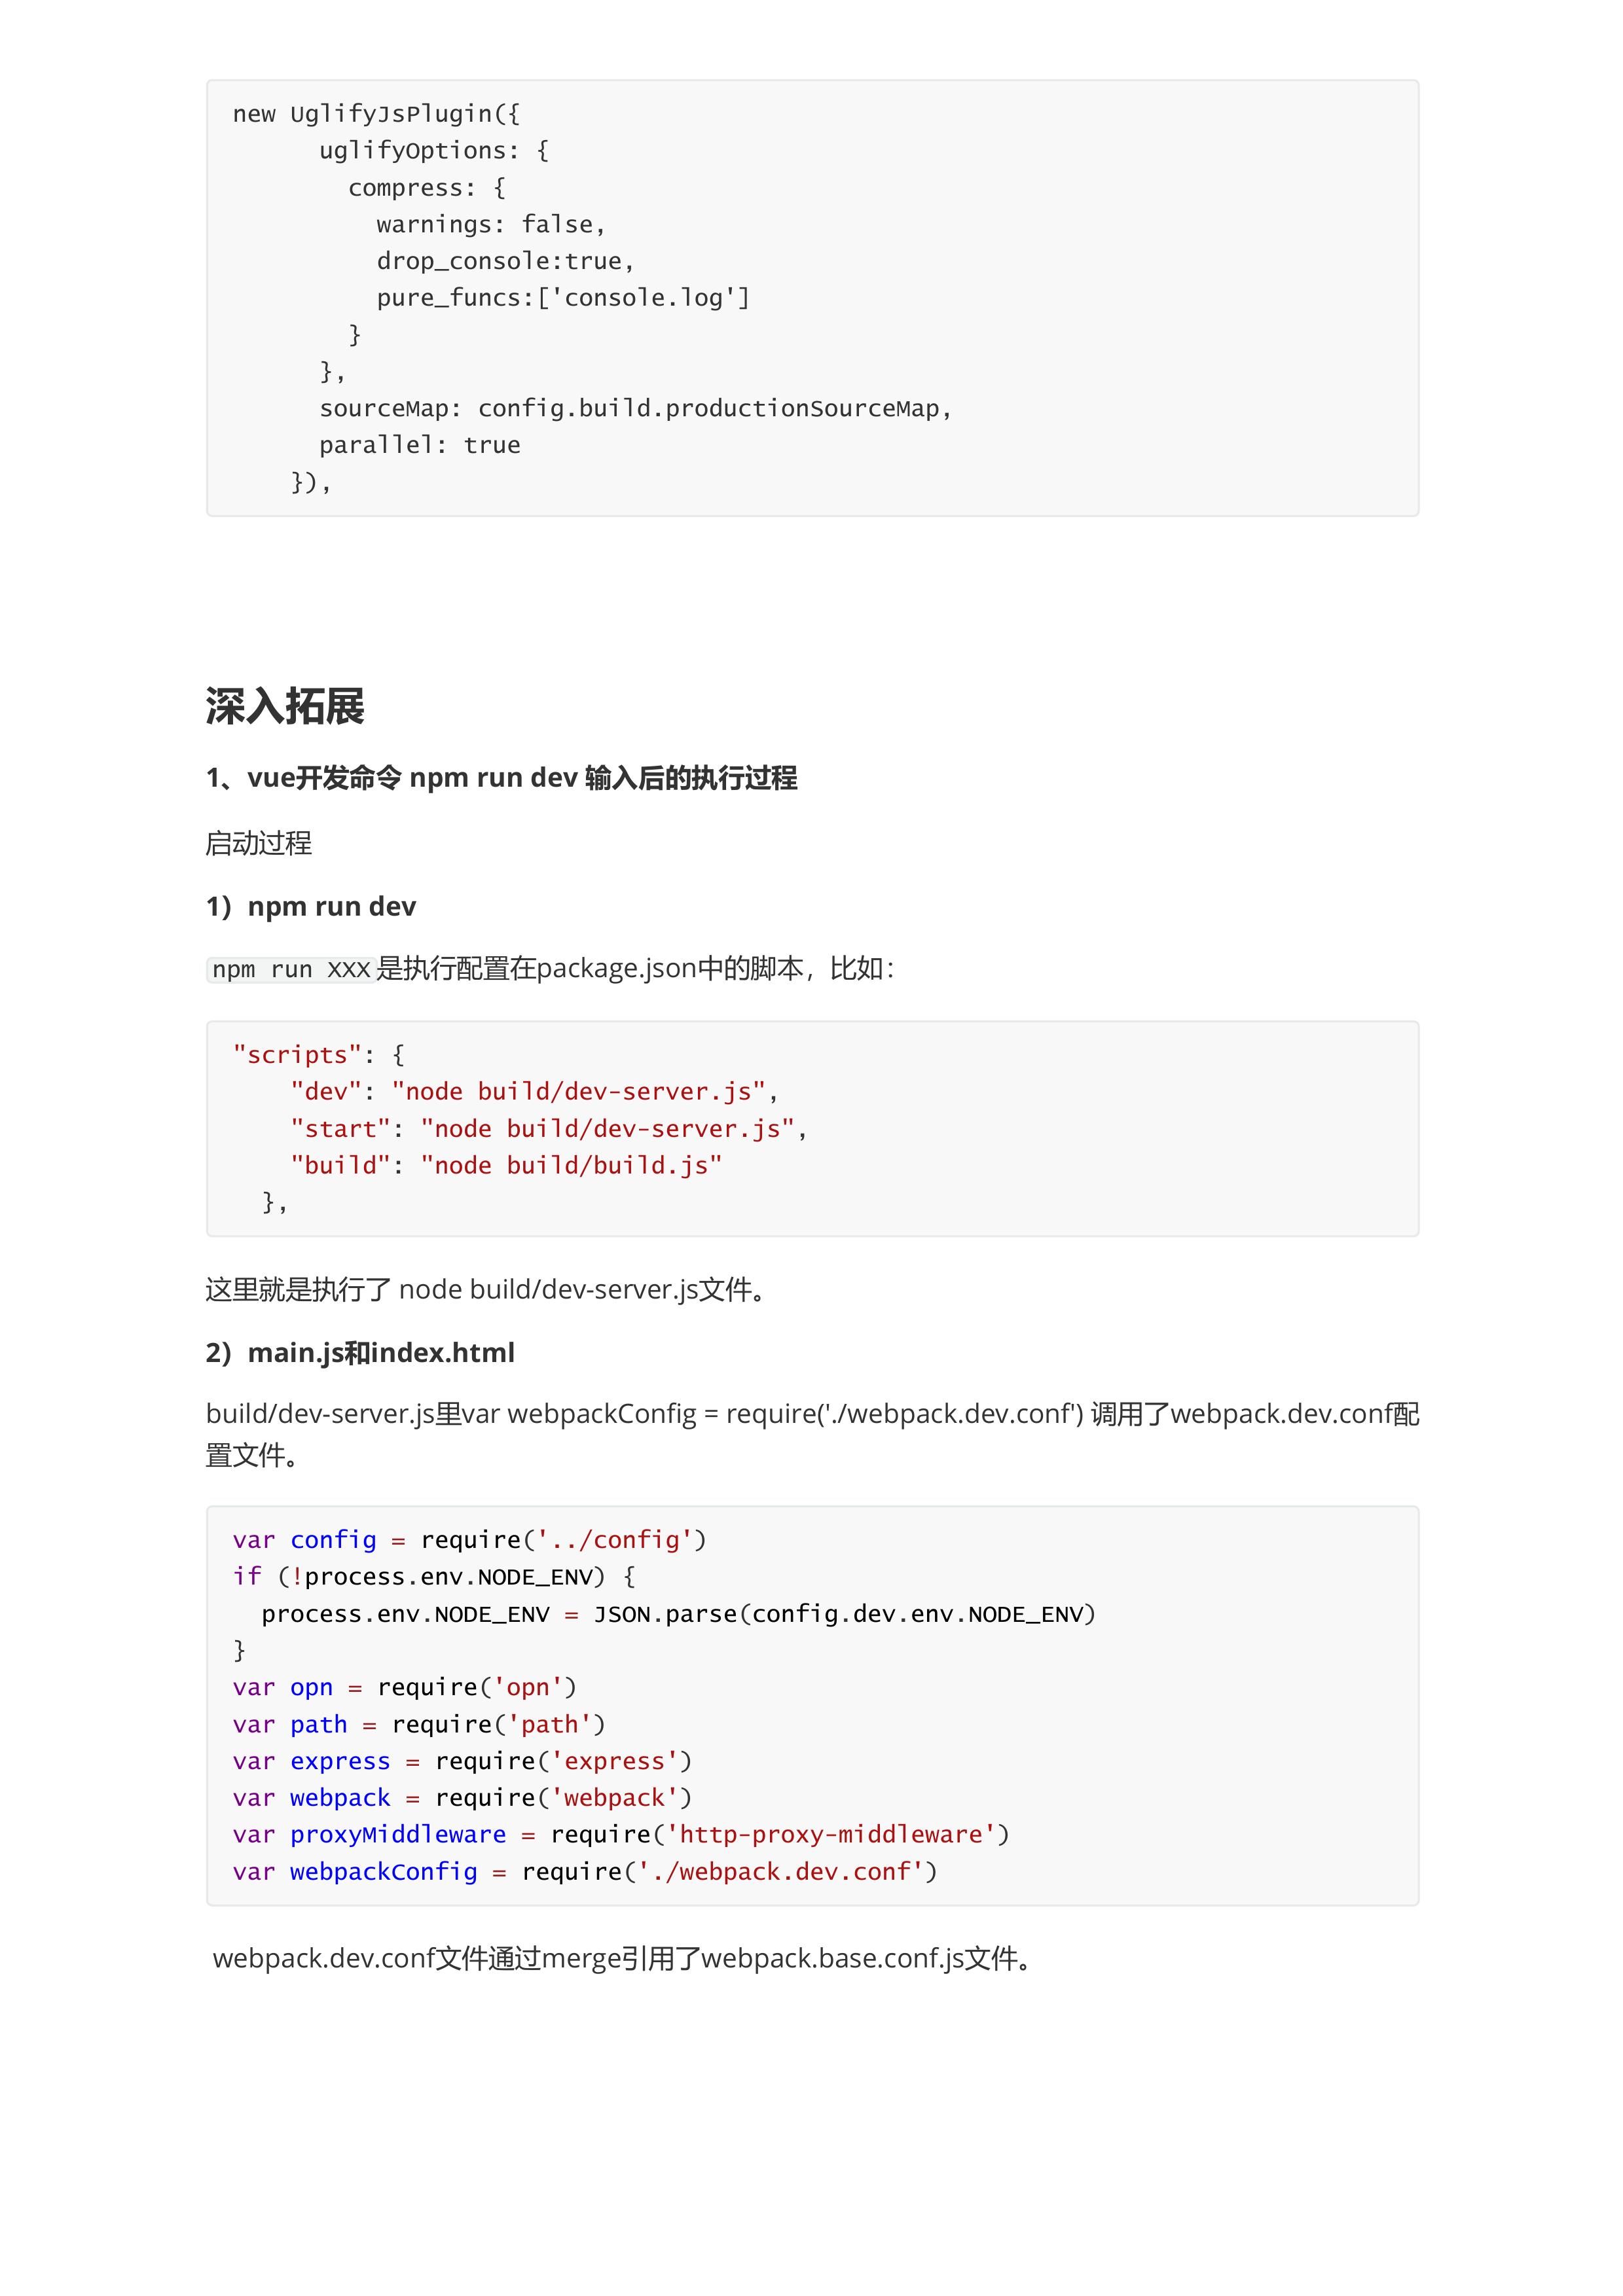 new UglifyJsPlugin({
      uglifyOptions: {
        compress: {
          warnings: false,
          drop_console:true,
          pure_funcs:['console.log']
        }
      },
      sourceMap: config.build.productionSourceMap,
      parallel: true
    }),
深入拓展
1、vue开发命令 npm run dev 输入后的执行过程
启动过程
1）npm run dev
npm run XXX是执行配置在package.json中的脚本，比如：
"scripts": {
    "dev": "node build/dev-server.js",
    "start": "node build/dev-server.js",
    "build": "node build/build.js"
  },
这里就是执行了 node build/dev-server.js文件。
2）main.js和index.html
build/dev-server.js里var webpackConfig = require('./webpack.dev.conf') 调用了webpack.dev.conf配
置文件。
var config = require('../config')
if (!process.env.NODE_ENV) {
  process.env.NODE_ENV = JSON.parse(config.dev.env.NODE_ENV)
}
var opn = require('opn')
var path = require('path')
var express = require('express')
var webpack = require('webpack')
var proxyMiddleware = require('http-proxy-middleware')
var webpackConfig = require('./webpack.dev.conf')
webpack.dev.conf文件通过merge引用了webpack.base.conf.js文件。